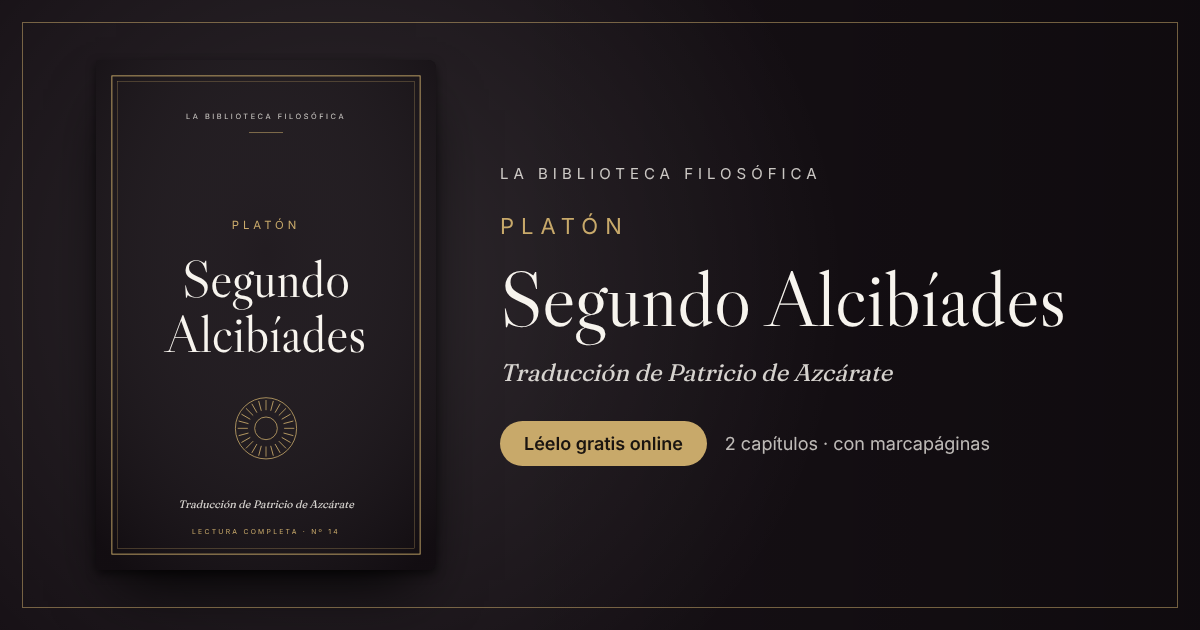 LA BIBLIOTECA FILOSÓFICA
PLATÓN
Segundo
Alcibíades
Traducción de Patricio de Azcárate
LECTURA COMPLETA · Nº 14
LA BIBLIOTECA FILOSÓFICA
PLATÓN
Segundo Alcibíades
Traducción de Patricio de Azcárate
Léelo gratis online
2 capítulos · con marcapáginas